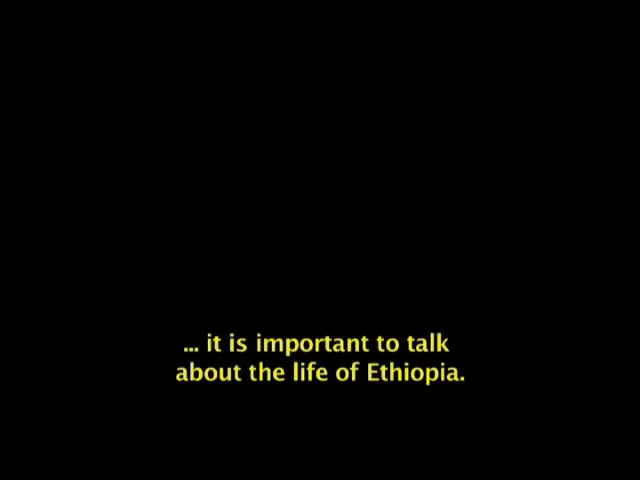 ... it is important to talk
about the life of Ethiopia.